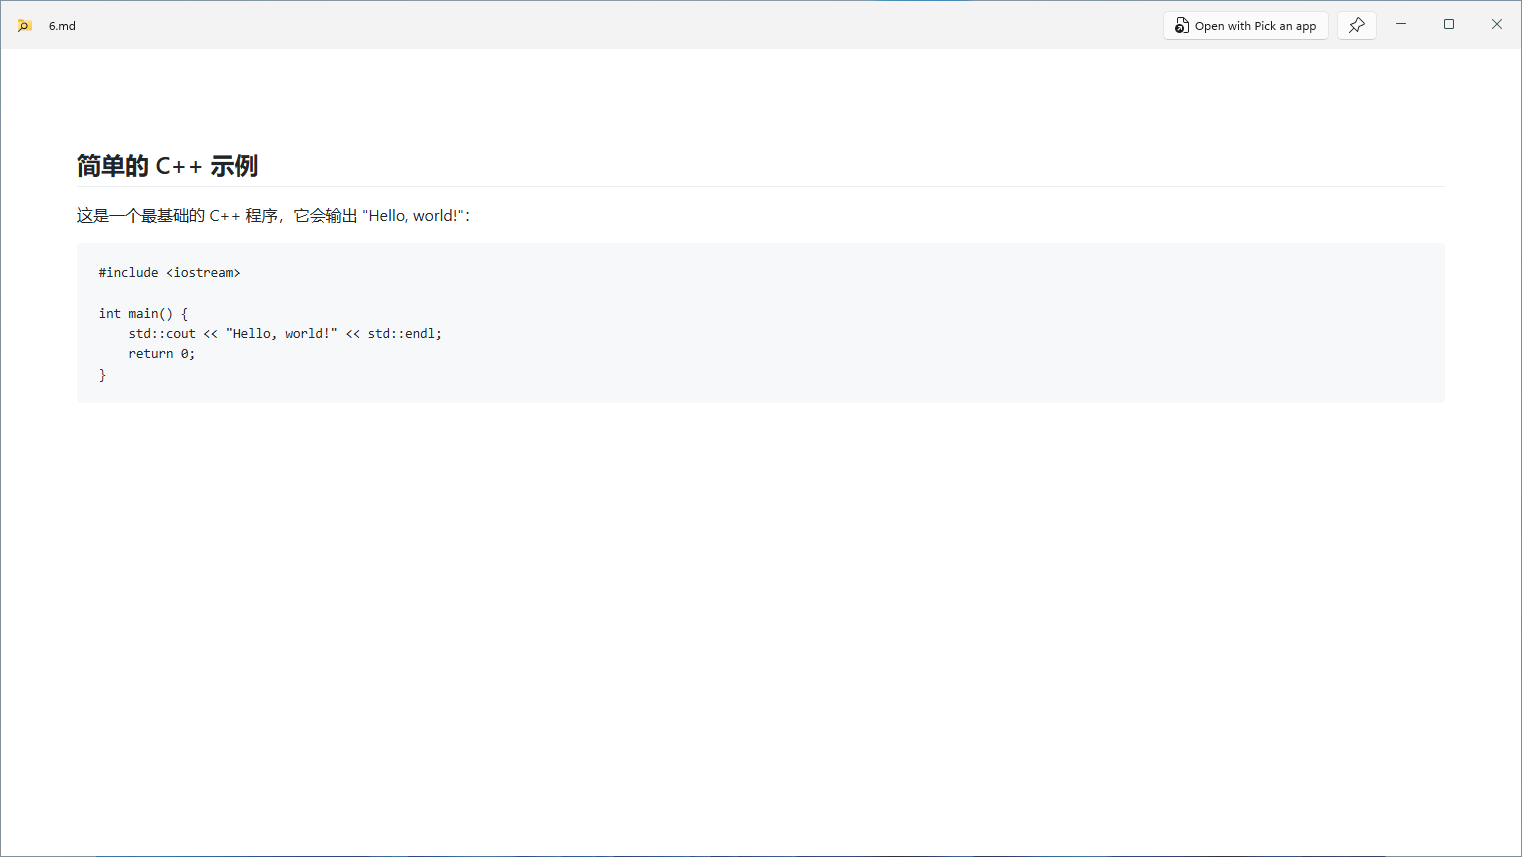 6.md
Open with Pick an app
简单的 C++ 示例
这是一个最基础的 C++ 程序，它会输出 "Hello, world!"：
#include <iostream>
int main() {
    std::cout << "Hello, world!" << std::endl;
    return 0;
}